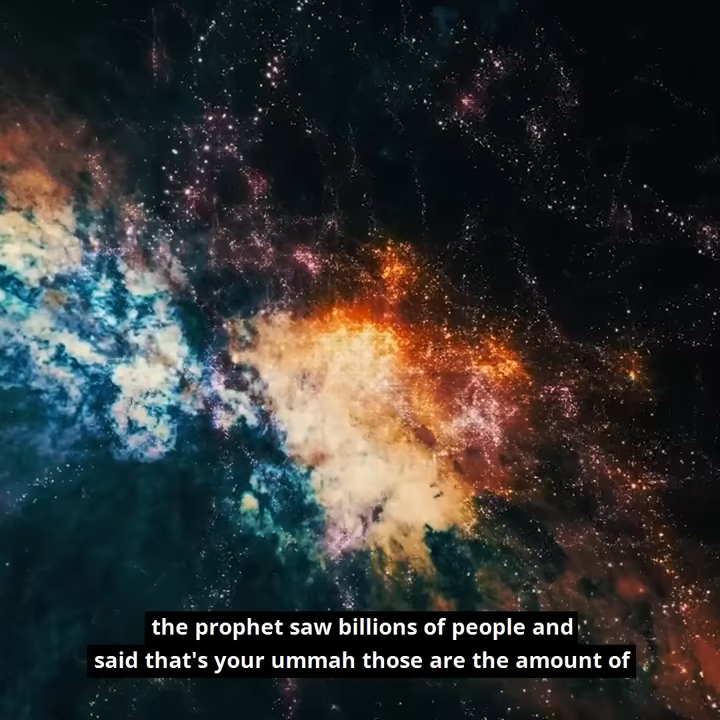 the prophet saw billions of people and
said that's your ummah those are the amount of